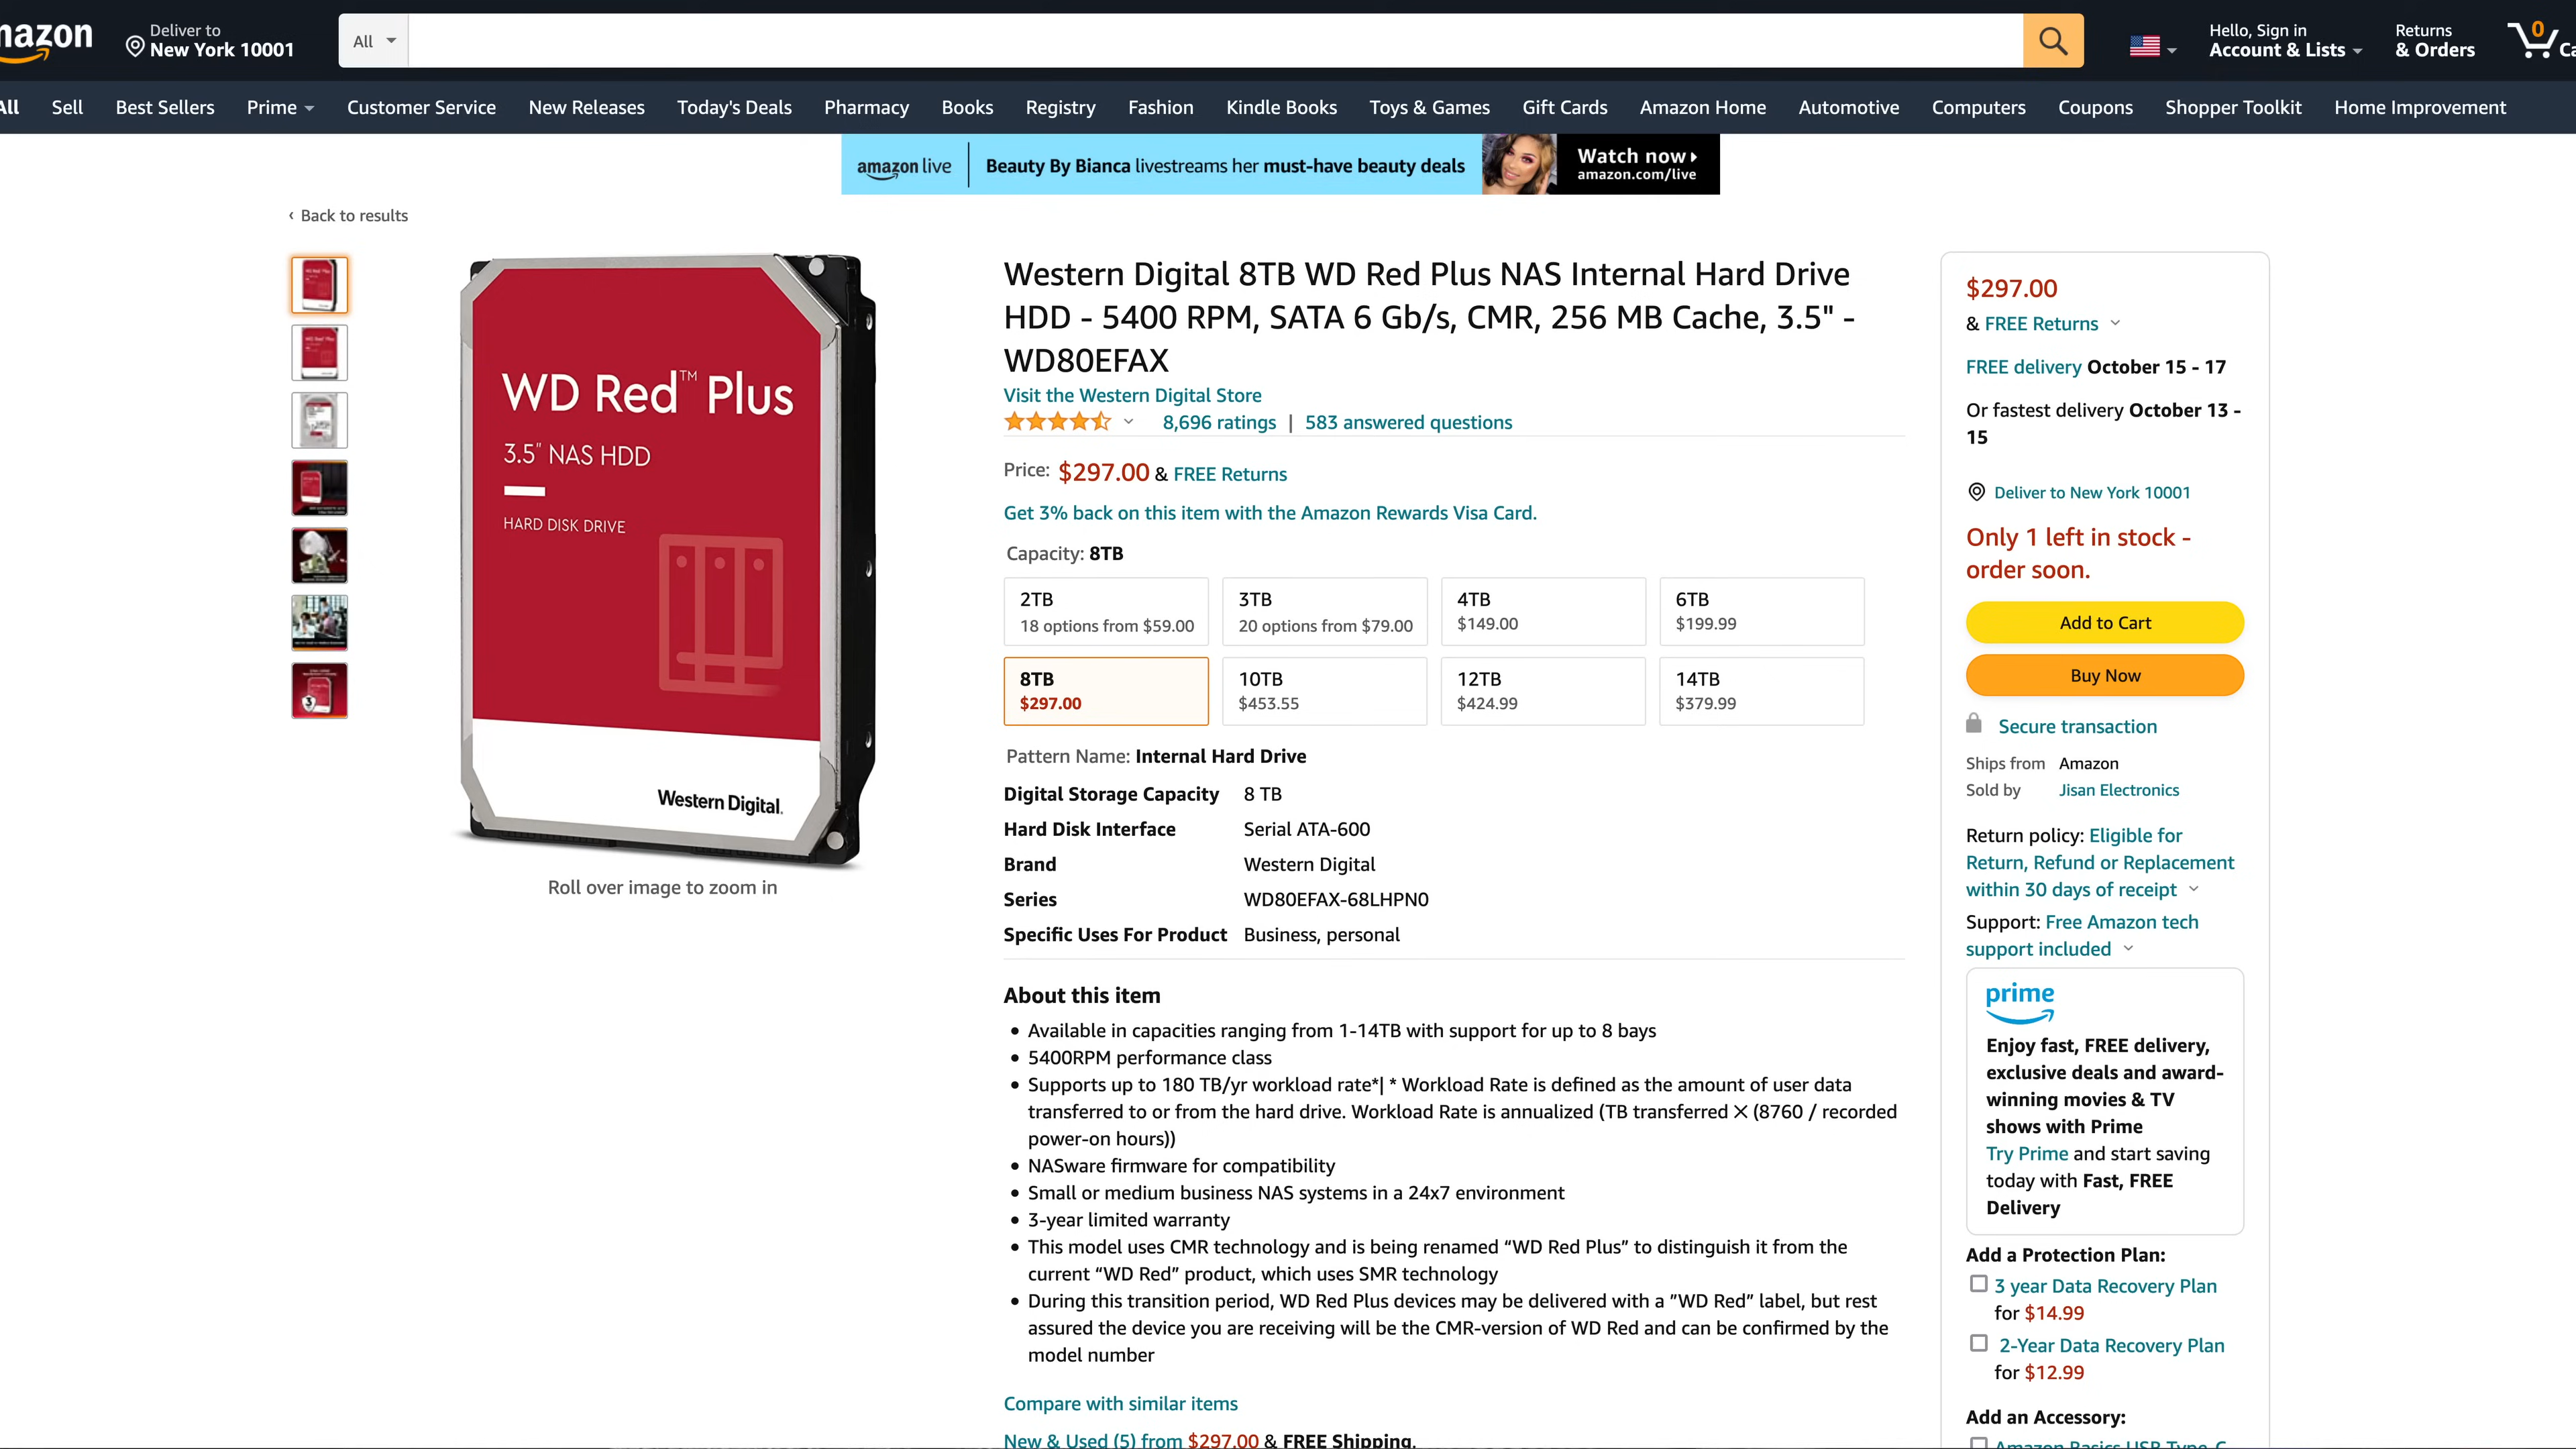 mazon
Deliver to
New York 10001
All
0
Hello, Sign in
Account & Lists
Returns
& Orders
All Sell Best Sellers Prime Customer Service New Releases Today's Deals Pharmacy Books Registry Fashion Kindle Books Toys & Games Gift Cards Amazon Home Automotive Computers Coupons Shopper Toolkit Home Improvement
amazon live Beauty By Bianca livestreams her must-have beauty deals Watch now
amazon.com/live
‹ Back to results
WD Red™ Plus
3.5" NAS HDD
HARD DISK DRIVE
Western Digital.
Roll over image to zoom in
Western Digital 8TB WD Red Plus NAS Internal Hard Drive
HDD - 5400 RPM, SATA 6 Gb/s, CMR, 256 MB Cache, 3.5" -
WD80EFAX
Visit the Western Digital Store
8,696 ratings | 583 answered questions
Price: $297.00 & FREE Returns
Get 3% back on this item with the Amazon Rewards Visa Card.
Capacity: 8TB
2TB
18 options from $59.00
3TB
20 options from $79.00
4TB
$149.00
6TB
$199.99
8TB
$297.00
10TB
$453.55
12TB
$424.99
14TB
$379.99
Pattern Name: Internal Hard Drive
Digital Storage Capacity 8 TB
Hard Disk Interface Serial ATA-600
Brand Western Digital
Series WD80EFAX-68LHPN0
Specific Uses For Product Business, personal
About this item
• Available in capacities ranging from 1-14TB with support for up to 8 bays
• 5400RPM performance class
• Supports up to 180 TB/yr workload rate*| * Workload Rate is defined as the amount of user data
transferred to or from the hard drive. Workload Rate is annualized (TB transferred ✕ (8760 / recorded
power-on hours))
• NASware firmware for compatibility
• Small or medium business NAS systems in a 24x7 environment
• 3-year limited warranty
• This model uses CMR technology and is being renamed “WD Red Plus” to distinguish it from the
current “WD Red” product, which uses SMR technology
• During this transition period, WD Red Plus devices may be delivered with a ”WD Red” label, but rest
assured the device you are receiving will be the CMR-version of WD Red and can be confirmed by the
model number
Compare with similar items
New & Used (5) from $297.00 & FREE Shipping.
$297.00
& FREE Returns
FREE delivery October 15 - 17
Or fastest delivery October 13 -
15
Deliver to New York 10001
Only 1 left in stock -
order soon.
Add to Cart
Buy Now
Secure transaction
Ships from Amazon
Sold by Jisan Electronics
Return policy: Eligible for
Return, Refund or Replacement
within 30 days of receipt
Support: Free Amazon tech
support included
prime
Enjoy fast, FREE delivery,
exclusive deals and award-
winning movies & TV
shows with Prime
Try Prime and start saving
today with Fast, FREE
Delivery
Add a Protection Plan:
3 year Data Recovery Plan
for $14.99
2-Year Data Recovery Plan
for $12.99
Add an Accessory:
Amazon Basics USB Type-C